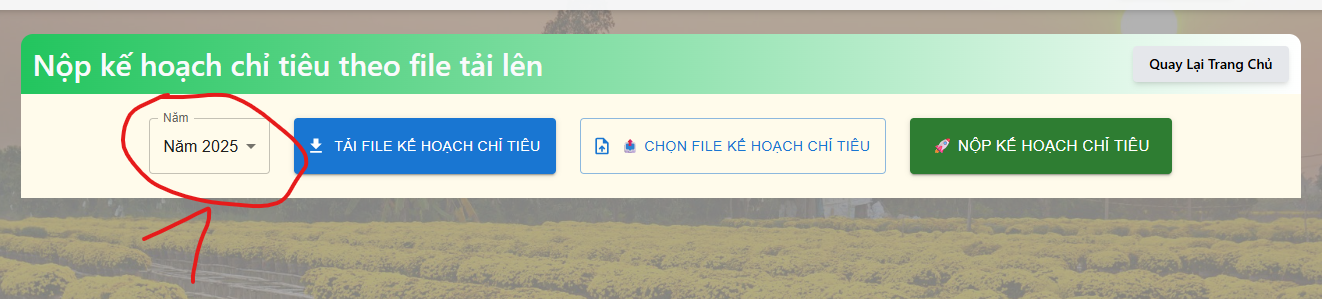 Nộp kế hoạch chỉ tiêu theo file tải lên
Quay Lại Trang Chủ
Năm
Năm 2025
TẢI FILE KẾ HOẠCH CHỈ TIÊU
CHỌN FILE KẾ HOẠCH CHỈ TIÊU
NỘP KẾ HOẠCH CHỈ TIÊU